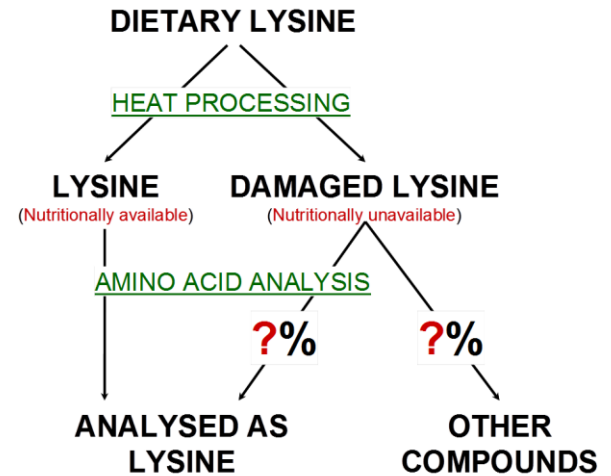 DIETARY LYSINE
HEAT PROCESSING
LYSINE
(Nutritionally available)
DAMAGED LYSINE
(Nutritionally unavailable)
AMINO ACID ANALYSIS
?%
?%
ANALYSED AS
LYSINE
OTHER
COMPOUNDS